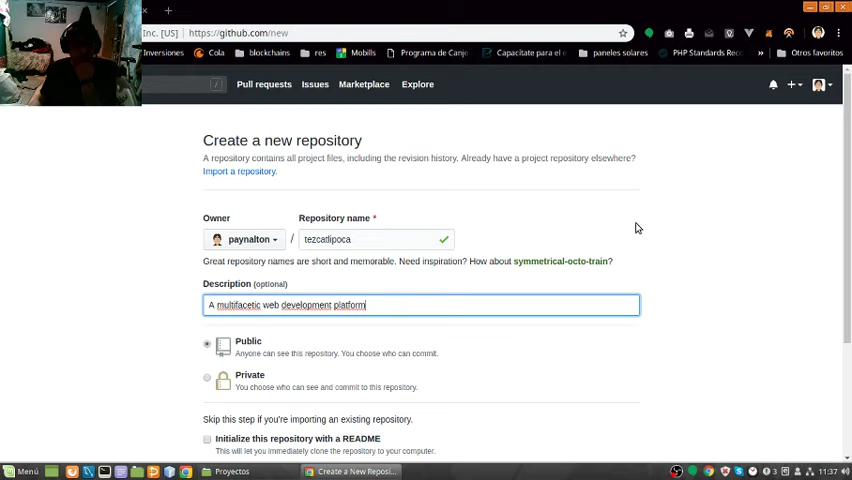 Inc. [US] https://github.com/new
Inversiones Cola blockchains res Mobills Programa de Canje Capacítate para el e paneles solares PHP Standards Rec » Otros favoritos
/ Pull requests Issues Marketplace Explore
Create a new repository
A repository contains all project files, including the revision history. Already have a project repository elsewhere?
Import a repository.
Owner Repository name *
paynalton / tezcatlipoca
Great repository names are short and memorable. Need inspiration? How about symmetrical-octo-train?
Description (optional)
A multifacetic web development platform
Public
Anyone can see this repository. You choose who can commit.
Private
You choose who can see and commit to this repository.
Skip this step if you're importing an existing repository.
Initialize this repository with a README
This will let you immediately clone the repository to your computer.
Menú Proyectos Create a New Reposi... 3 11:37